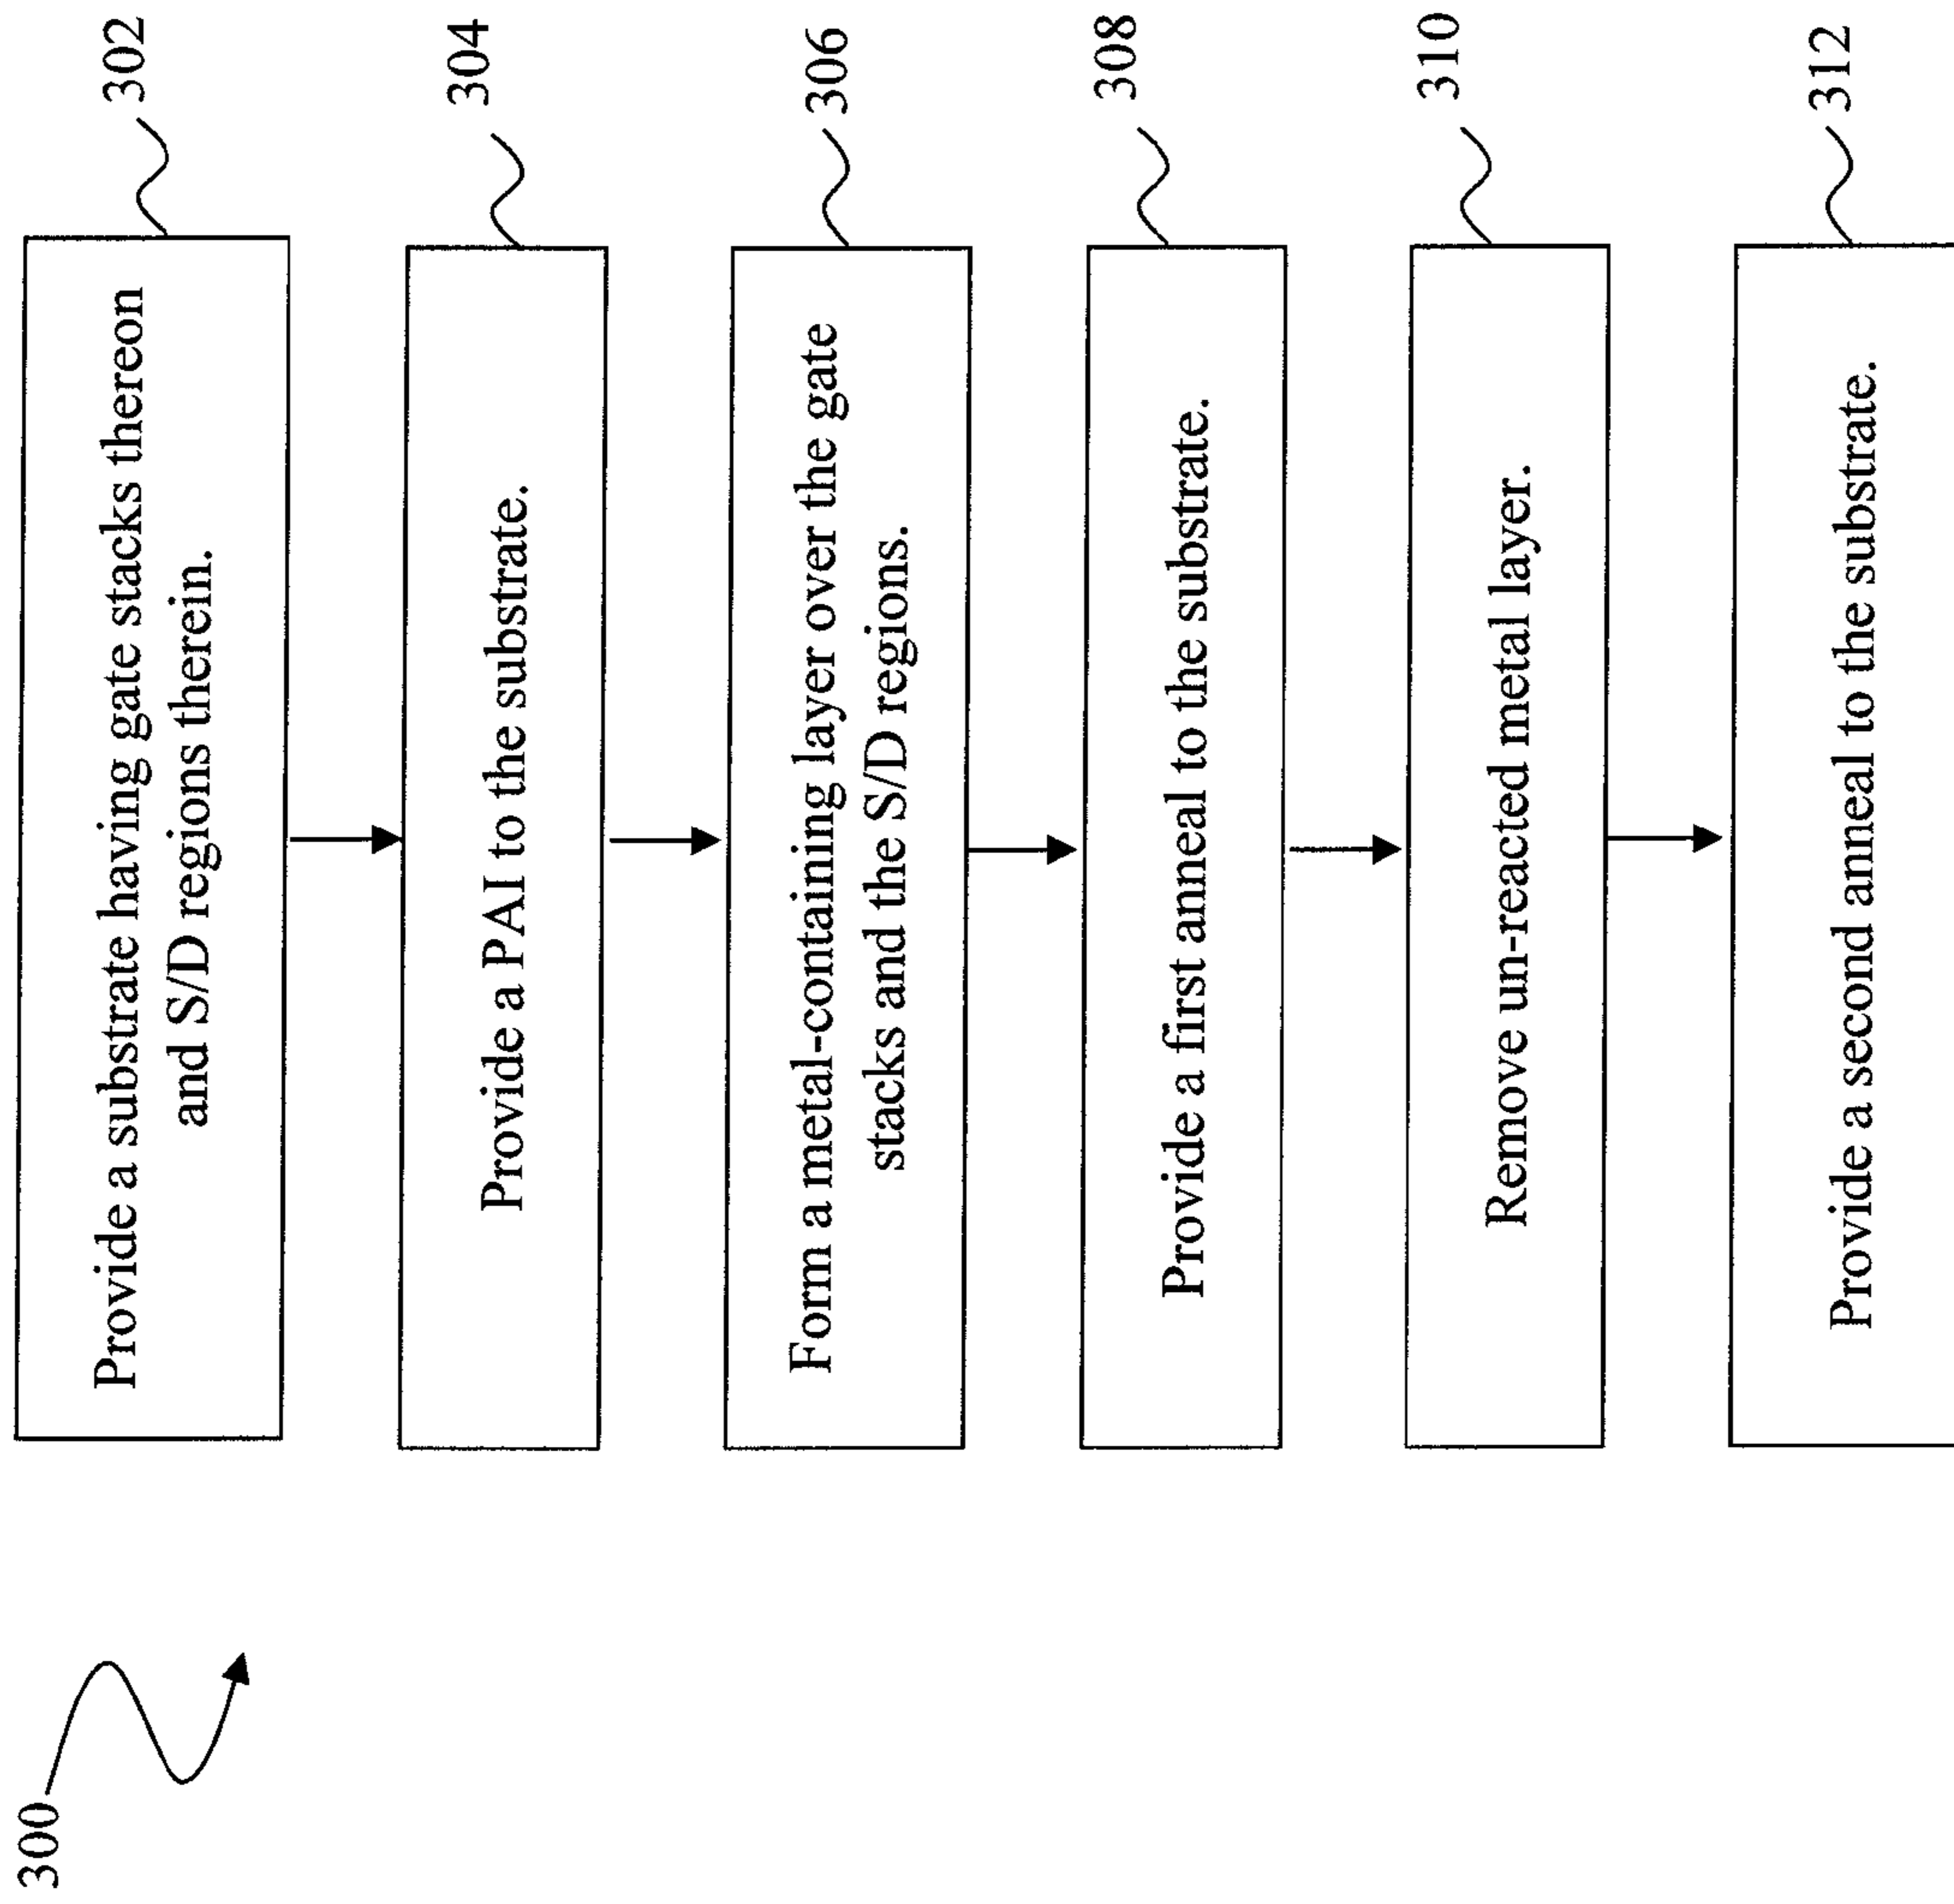 300
Provide a substrate having gate stacks thereon
and S/D regions therein.
302
Provide a PAI to the substrate.
304
Form a metal-containing layer over the gate
stacks and the S/D regions.
306
Provide a first anneal to the substrate.
308
Remove un-reacted metal layer.
310
Provide a second anneal to the substrate.
312